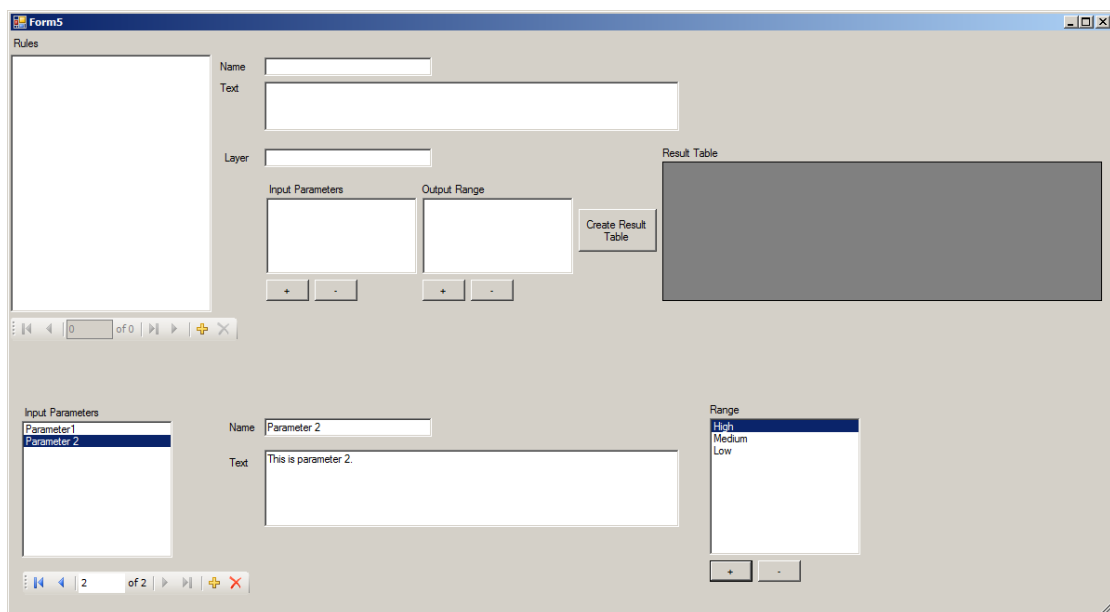 Form5
Rules
Name
Text
Layer
Result Table
Input Parameters
Output Range
Create Result
Table
+ - + -
0 of 0
Input Parameters
Parameter1
Parameter 2
Name Parameter 2
Text This is parameter 2.
Range
High
Medium
Low
+ -
2 of 2